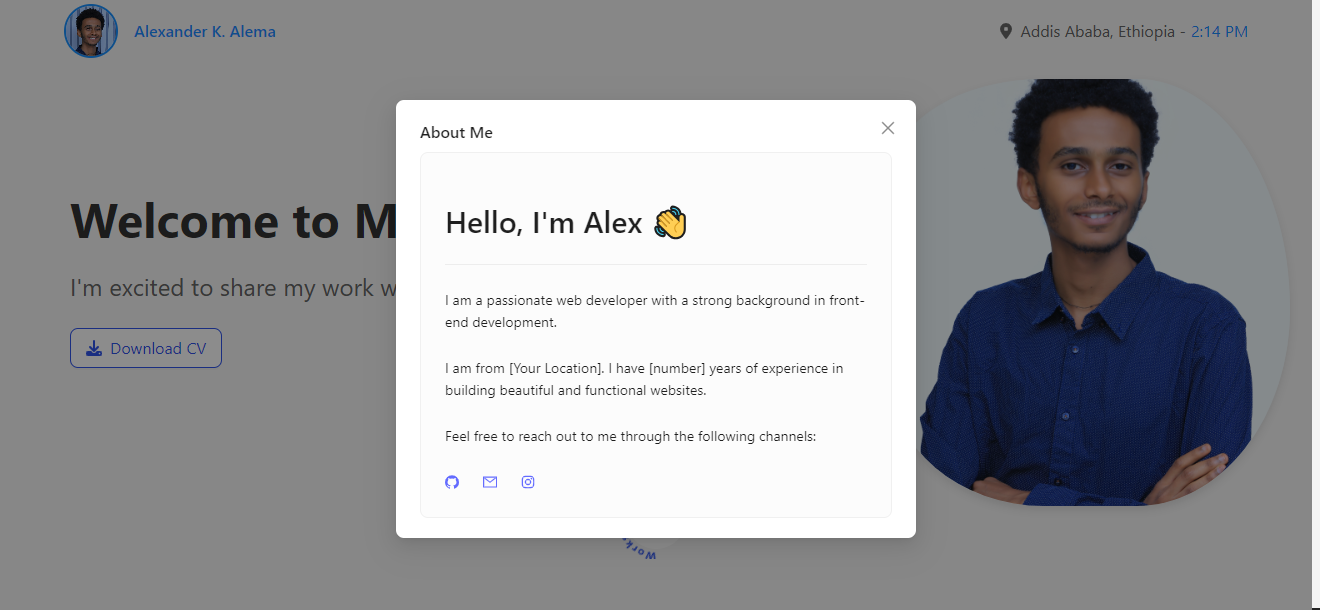 Alexander K. Alema
Addis Ababa, Ethiopia - 2:14 PM
About Me
Welcome to M
I'm excited to share my work w
Download CV
Hello, I'm Alex 👋
I am a passionate web developer with a strong background in front-
end development.
I am from [Your Location]. I have [number] years of experience in
building beautiful and functional websites.
Feel free to reach out to me through the following channels:
Work